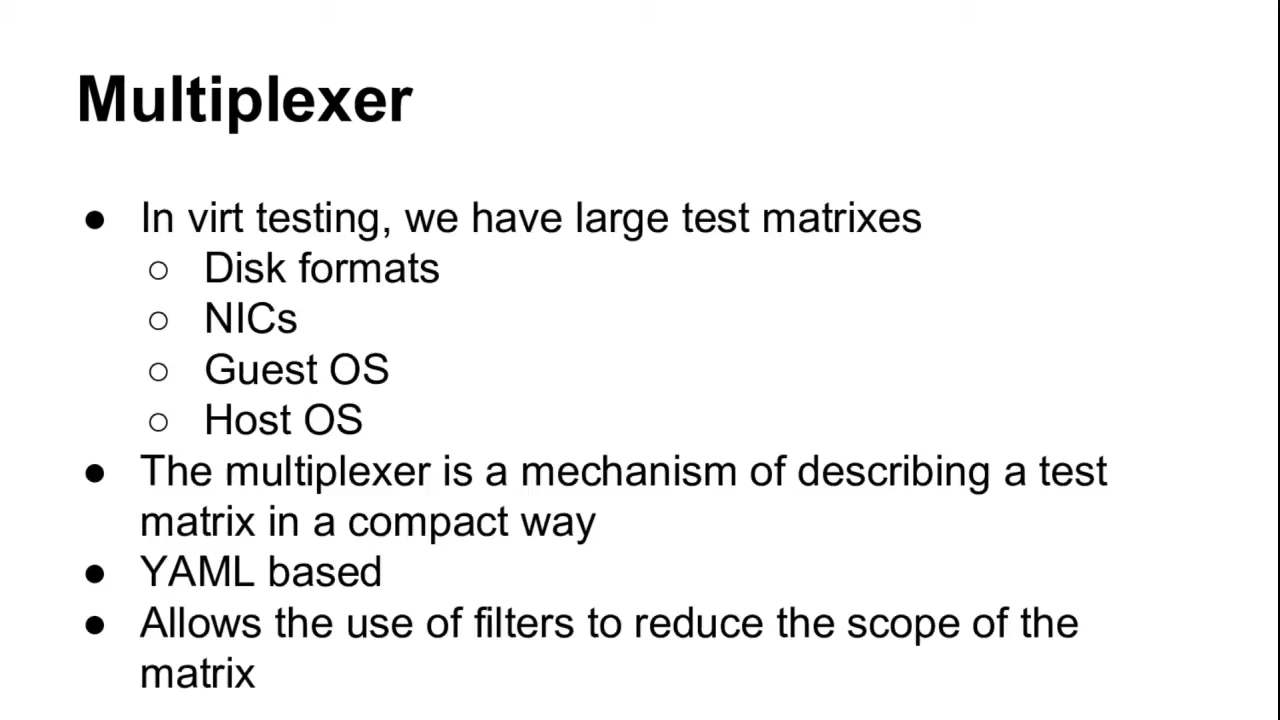 Multiplexer
● In virt testing, we have large test matrixes
○ Disk formats
○ NICs
○ Guest OS
○ Host OS
● The multiplexer is a mechanism of describing a test
matrix in a compact way
● YAML based
● Allows the use of filters to reduce the scope of the
matrix